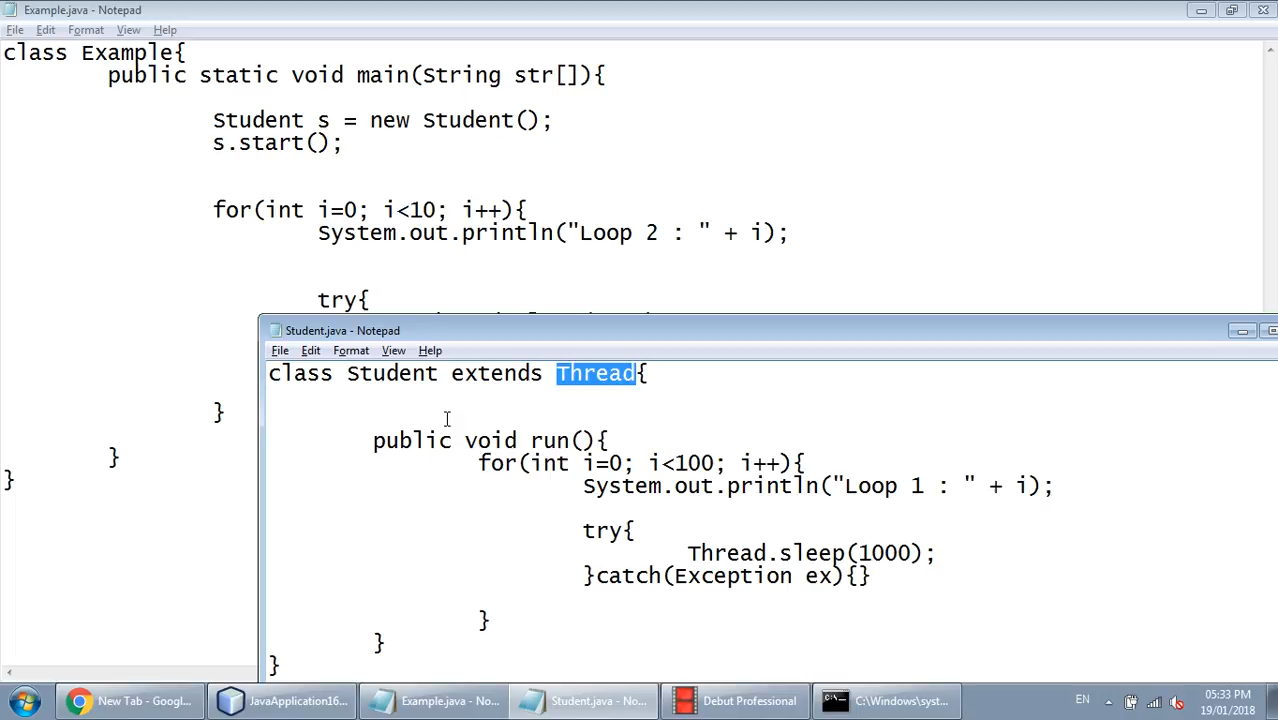 Example.java - Notepad
File Edit Format View Help
class Example{
public static void main(String str[]){
Student s = new Student();
s.start();
for(int i=0; i<10; i++){
System.out.println("Loop 2 : " + i);
try{
}
}
}
Student.java - Notepad
File Edit Format View Help
class Student extends Thread{
public void run(){
for(int i=0; i<100; i++){
System.out.println("Loop 1 : " + i);
try{
Thread.sleep(1000);
}catch(Exception ex){}
}
}
}
New Tab - Googl... JavaApplication16... Example.java - No... Student.java - No... Debut Professional C:\Windows\syst... EN 05:33 PM
19/01/2018